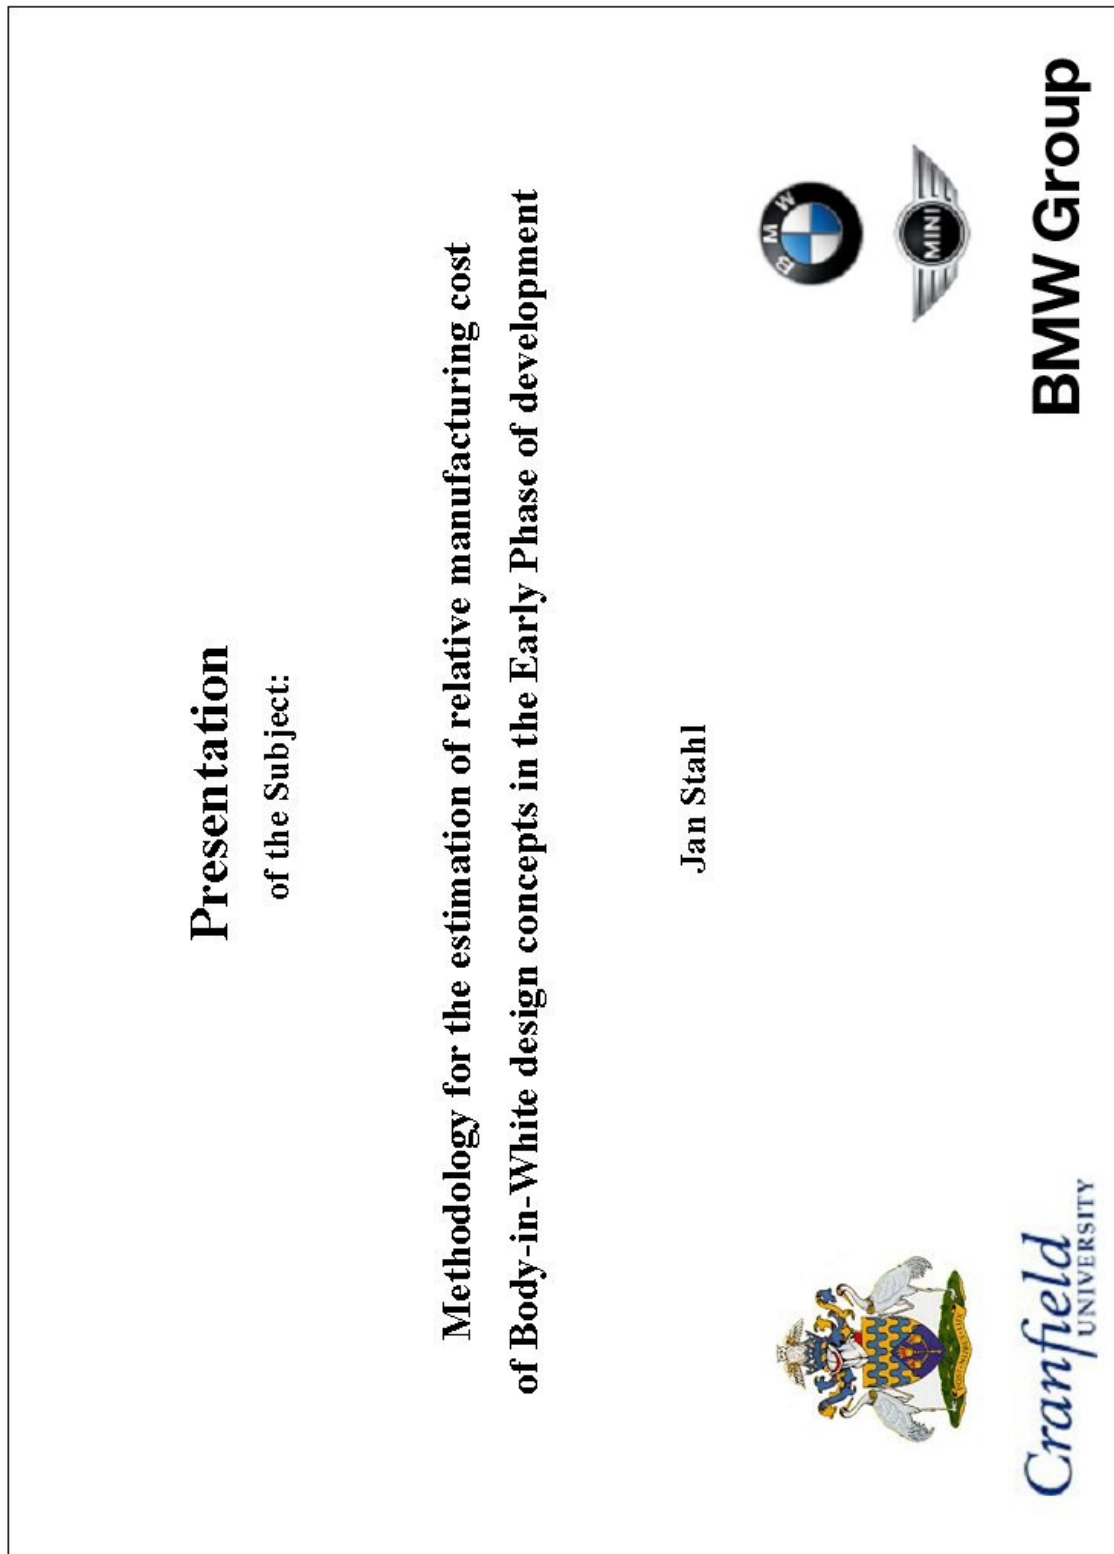 Presentation
of the Subject:
Methodology for the estimation of relative manufacturing cost
of Body-in-White design concepts in the Early Phase of development
Jan Stahl
BMW
MINI
Cranfield
UNIVERSITY
BMW Group